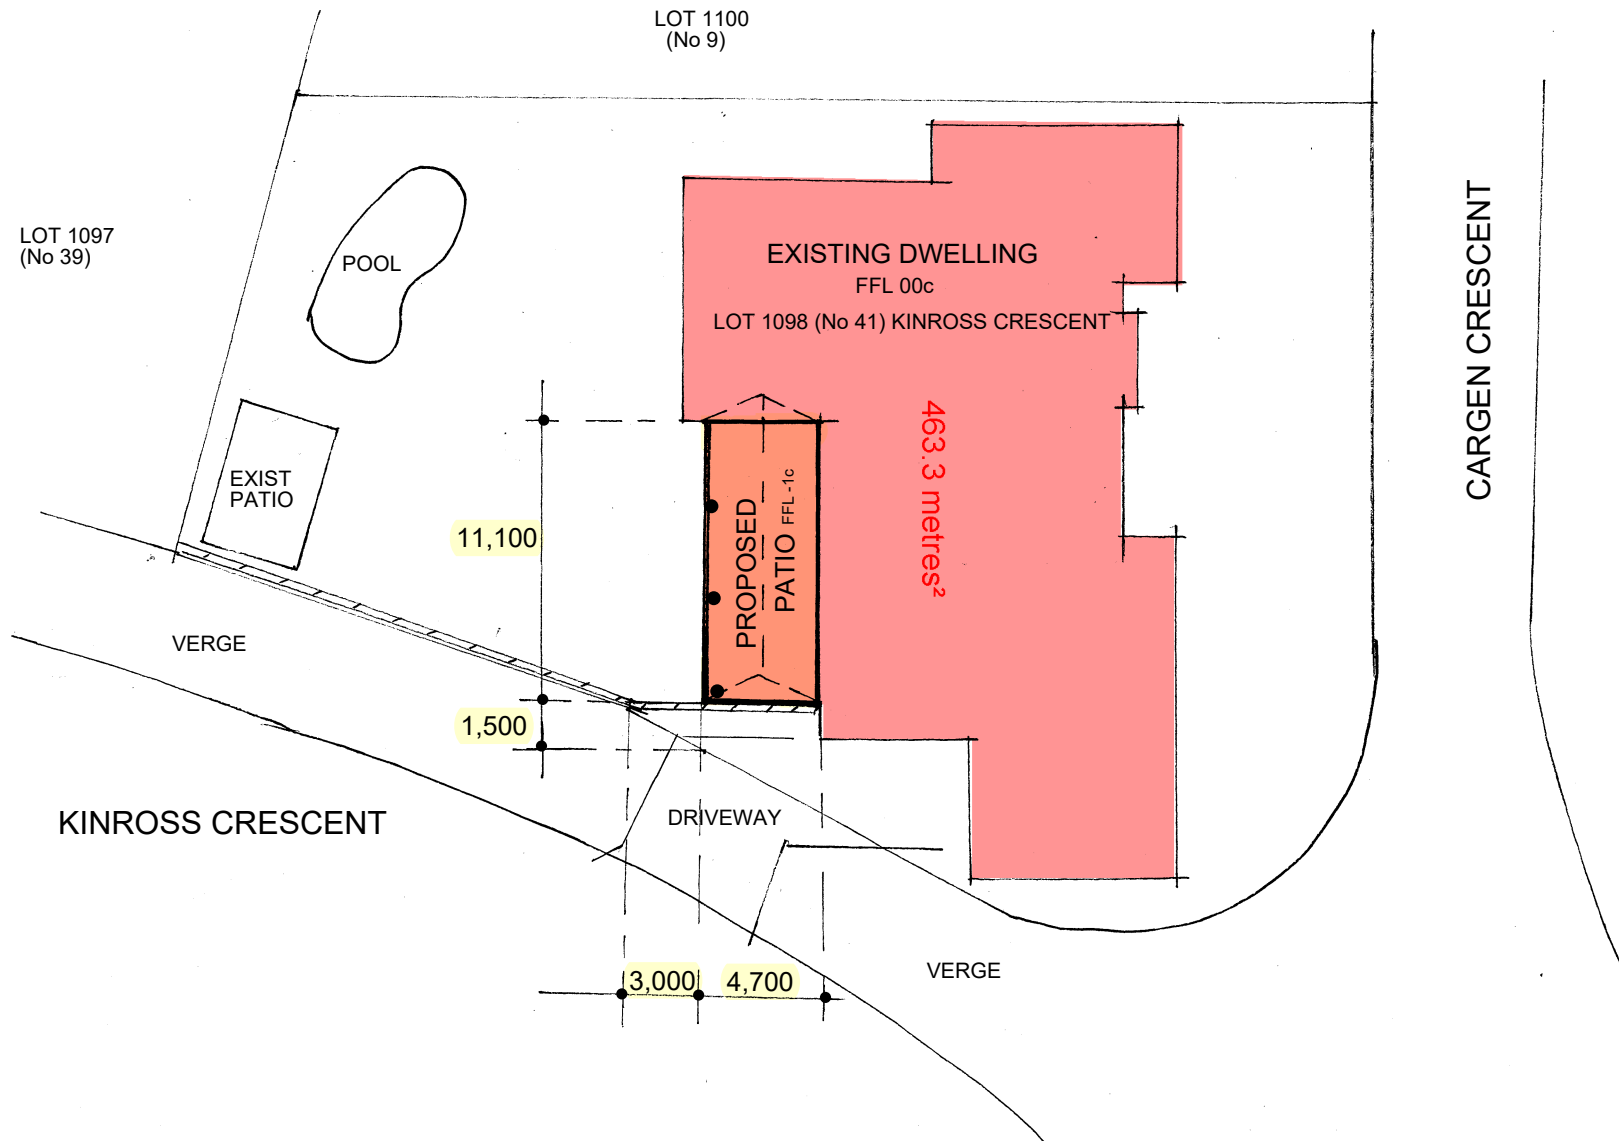 LOT 1100
(No 9)
LOT 1097
(No 39)
POOL
EXISTING DWELLING
FFL 00c
LOT 1098 (No 41) KINROSS CRESCENT
CARGEN CRESCENT
463.3 metres²
EXIST
PATIO
11,100
PROPOSED
PATIO FFL -1c
VERGE
1,500
KINROSS CRESCENT
DRIVEWAY
VERGE
3,000
4,700